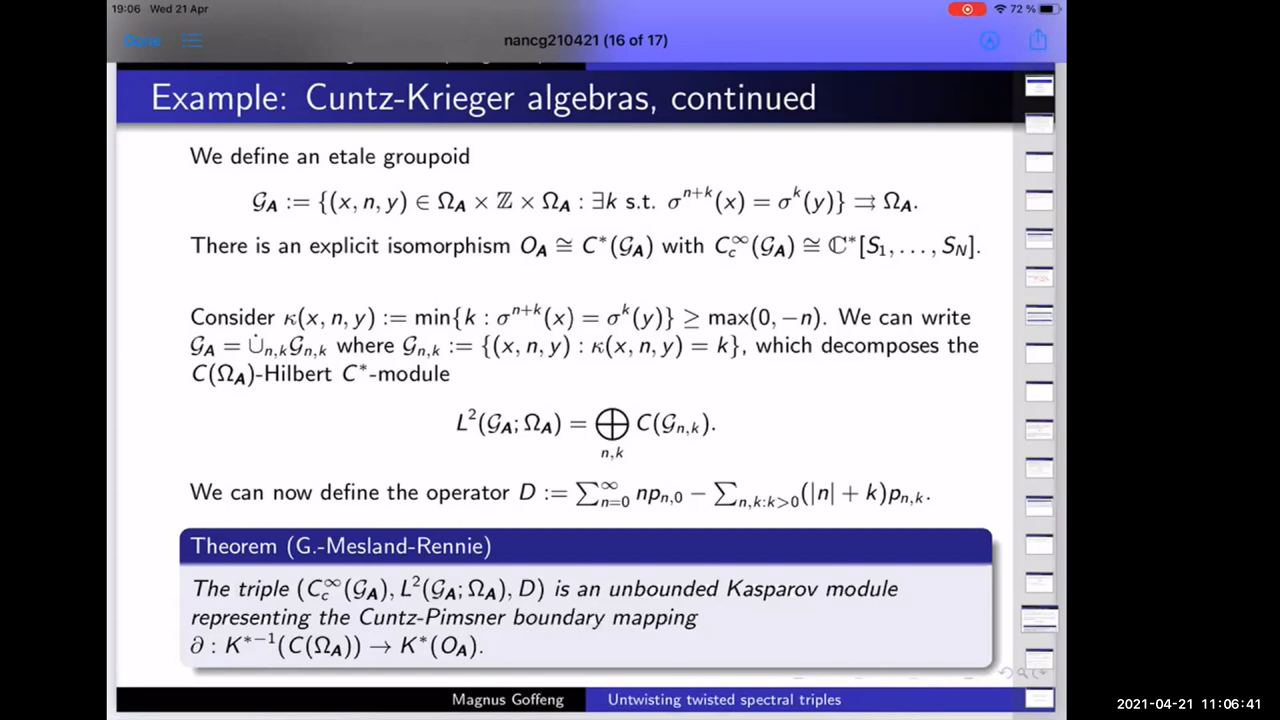 19:06 Wed 21 Apr
72 %
Done
nancg210421 (16 of 17)
Example: Cuntz-Krieger algebras, continued
We define an etale groupoid
𝒢_A := {(x, n, y) ∈ Ω_A × ℤ × Ω_A : ∃k s.t. σ^{n+k}(x) = σ^k(y)} ⇉ Ω_A.
There is an explicit isomorphism O_A ≅ C*(𝒢_A) with C_c^∞(𝒢_A) ≅ ℂ*[S_1, . . . , S_N].
Consider κ(x, n, y) := min{k : σ^{n+k}(x) = σ^k(y)} ≥ max(0, −n). We can write
𝒢_A = ∪̇_{n,k}𝒢_{n,k} where 𝒢_{n,k} := {(x, n, y) : κ(x, n, y) = k}, which decomposes the
C(Ω_A)-Hilbert C*-module
L²(𝒢_A; Ω_A) = ⨁_{n,k} C(𝒢_{n,k}).
We can now define the operator D := ∑_{n=0}^∞ np_{n,0} − ∑_{n,k:k>0}(|n| + k)p_{n,k}.
Theorem (G.-Mesland-Rennie)
The triple (C_c^∞(𝒢_A), L²(𝒢_A; Ω_A), D) is an unbounded Kasparov module
representing the Cuntz-Pimsner boundary mapping
∂ : K^{*−1}(C(Ω_A)) → K^*(O_A).
Magnus Goffeng
Untwisting twisted spectral triples
2021-04-21 11:06:41